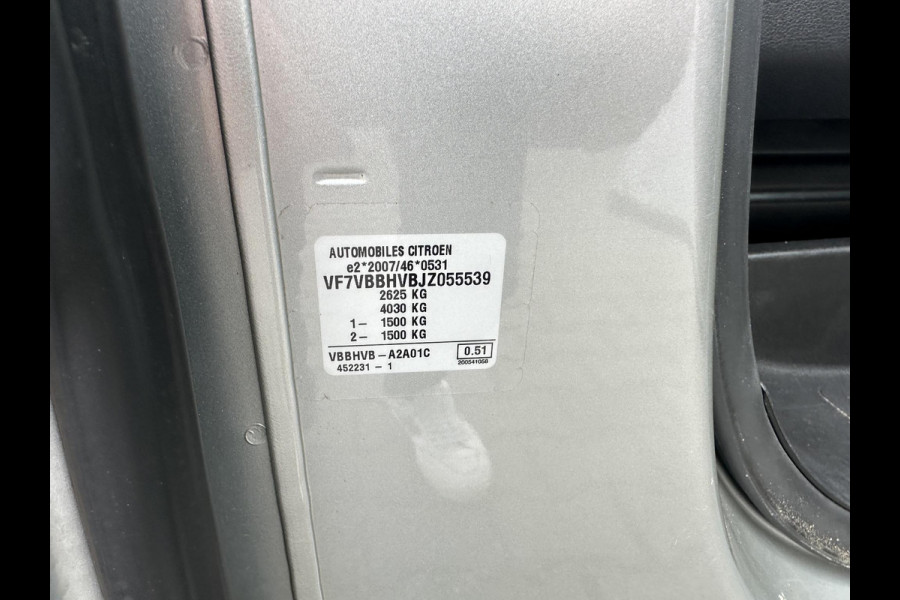 AUTOMOBILES CITROEN
e2*2007/46*0531
VF7VBBHVBJZ055539
2625 KG
4030 KG
1- 1500 KG
2- 1500 KG
VBBHVB-A2A01C 0.51
452231-1